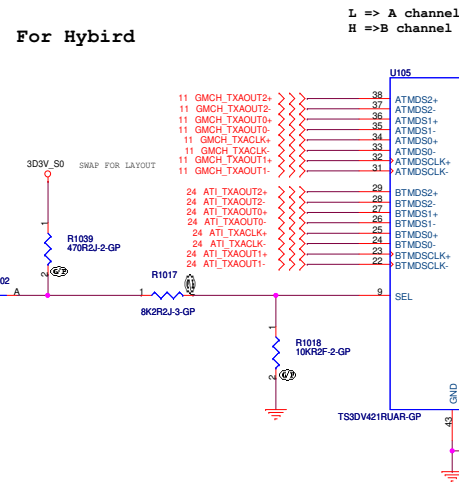 L => A channel
H =>B channel
For Hybird
U105
11 GMCH_TXAOUT2+ 38 ATMDS2+
11 GMCH_TXAOUT2- 37 ATMDS2-
11 GMCH_TXAOUT0+ 36 ATMDS1+
11 GMCH_TXAOUT0- 35 ATMDS1-
11 GMCH_TXACLK+ 34 ATMDS0+
11 GMCH_TXACLK- 33 ATMDS0-
11 GMCH_TXAOUT1+ 32 ATMDSCLK+
11 GMCH_TXAOUT1- 31 ATMDSCLK-
3D3V_S0 SWAP FOR LAYOUT
24 ATI_TXAOUT2+ 29 BTMDS2+
24 ATI_TXAOUT2- 28 BTMDS2-
24 ATI_TXAOUT0+ 27 BTMDS1+
24 ATI_TXAOUT0- 26 BTMDS1-
24 ATI_TXACLK+ 25 BTMDS0+
24 ATI_TXACLK- 24 BTMDS0-
24 ATI_TXAOUT1+ 23 BTMDSCLK+
24 ATI_TXAOUT1- 22 BTMDSCLK-
1
R1039
470R2J-2-GP
2
02
A
R1017
1
8K2R2J-3-GP
9 SEL
1
R1018
10KR2F-2-GP
2
GND
TS3DV421RUAR-GP
43